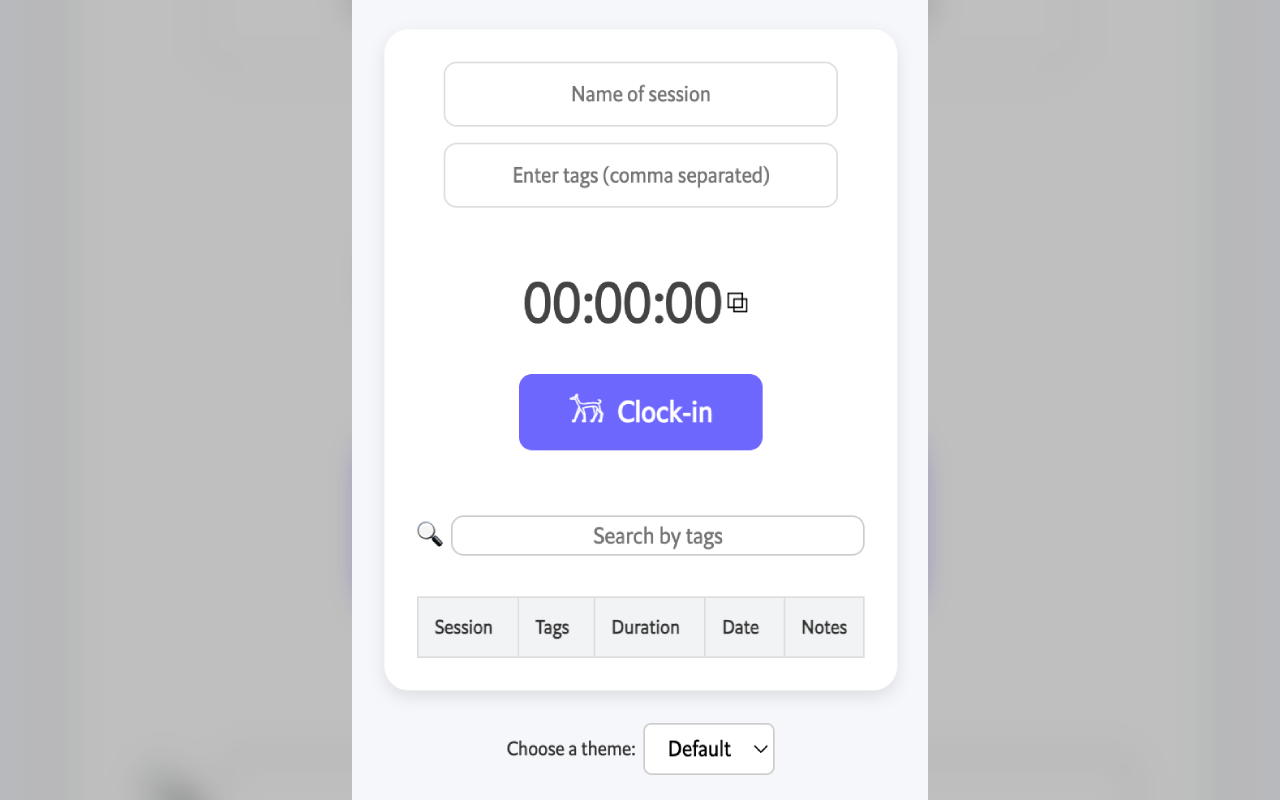 Name of session
Enter tags (comma separated)
00:00:00
Clock-in
Search by tags
Session Tags Duration Date Notes
Choose a theme: Default